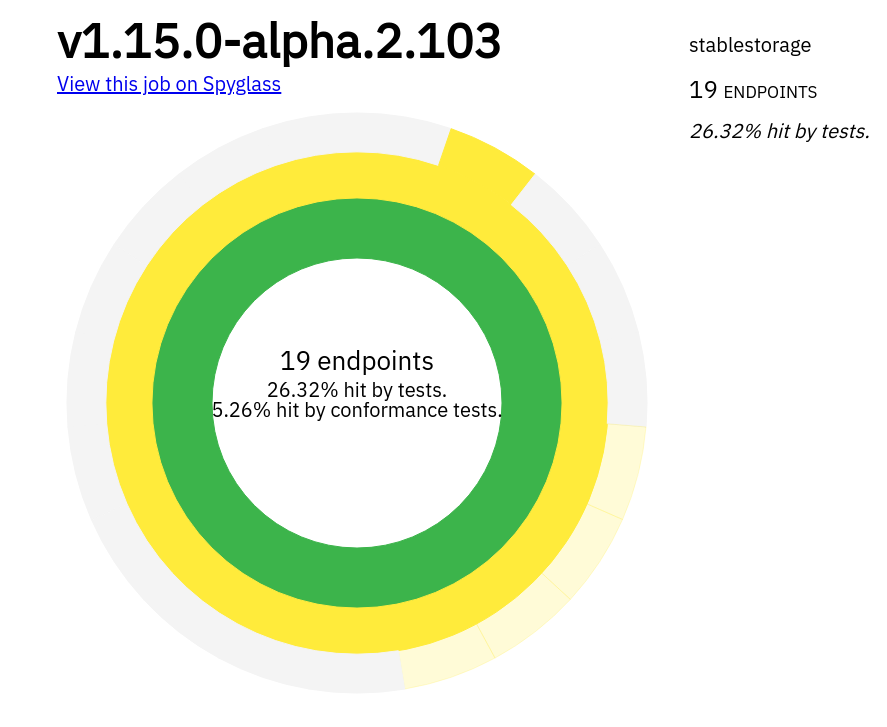 v1.15.0-alpha.2.103
View this job on Spyglass
stablestorage
19 ENDPOINTS
26.32% hit by tests.
19 endpoints
26.32% hit by tests.
5.26% hit by conformance tests.